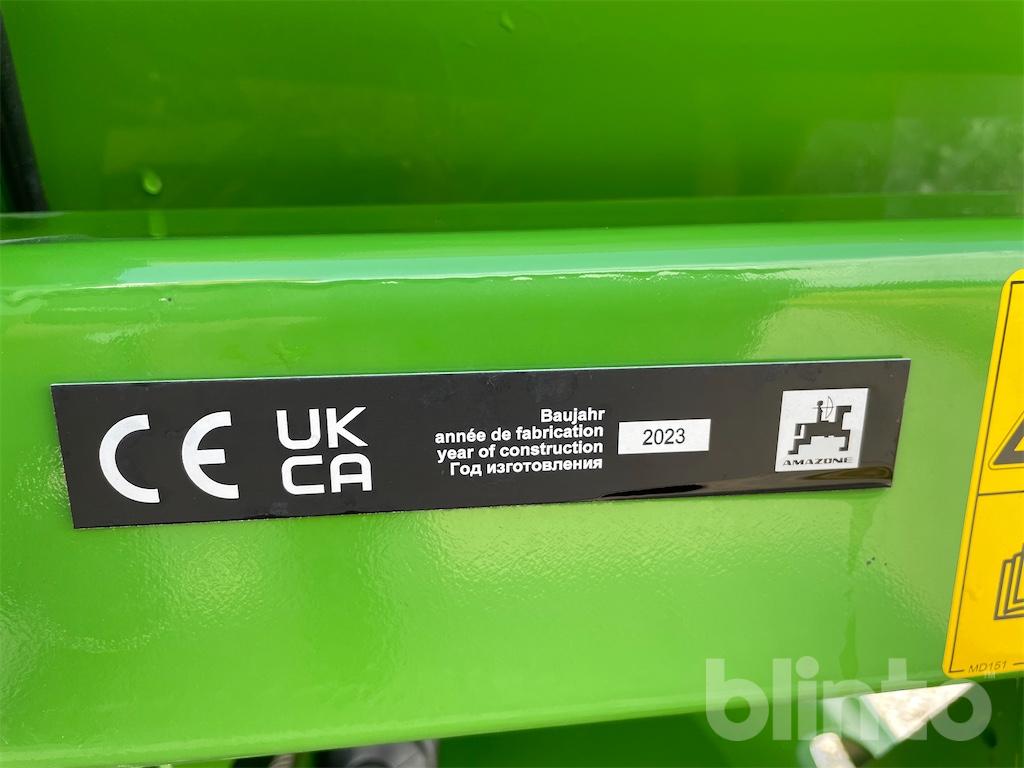 CE
UK
CA
Baujahr
année de fabrication
year of construction
Год изготовления
2023
AMAZONE
MD151
blinto